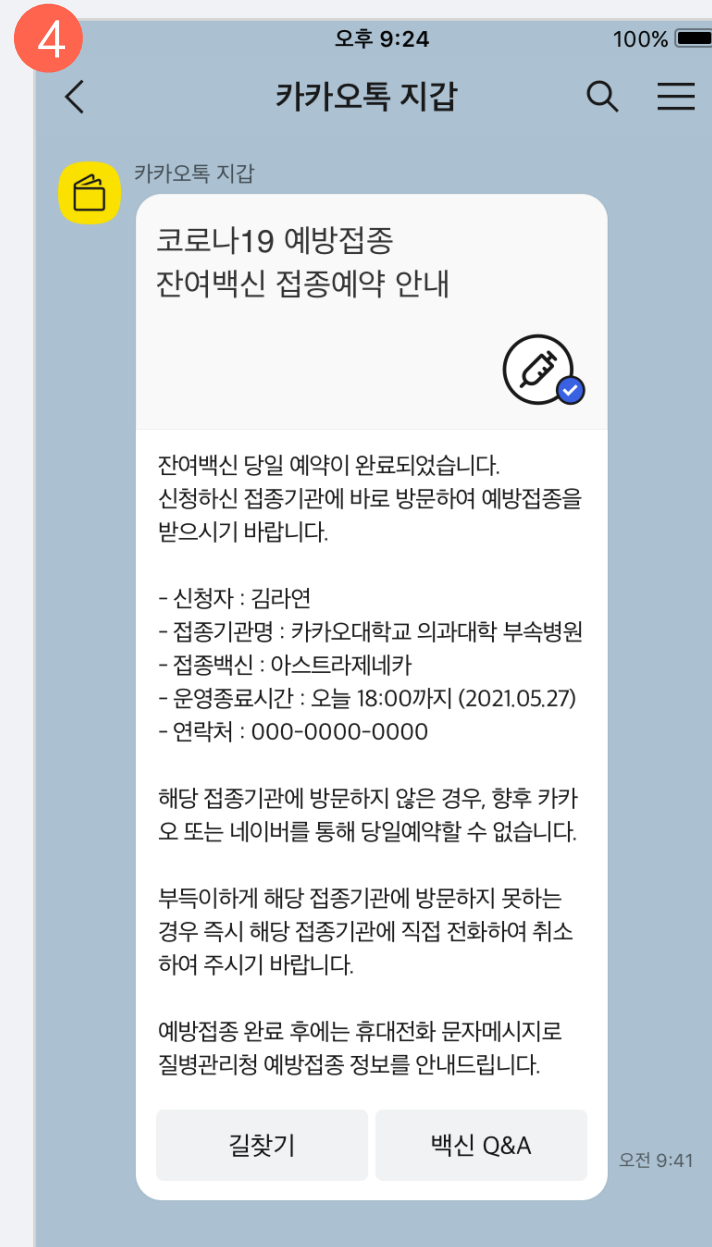 4
오후 9:24
100%
카카오톡 지갑
카카오톡 지갑
코로나19 예방접종
잔여백신 접종예약 안내
잔여백신 당일 예약이 완료되었습니다.
신청하신 접종기관에 바로 방문하여 예방접종을
받으시기 바랍니다.
- 신청자 : 김라연
- 접종기관명 : 카카오대학교 의과대학 부속병원
- 접종백신 : 아스트라제네카
- 운영종료시간 : 오늘 18:00까지 (2021.05.27)
- 연락처 : 000-0000-0000
해당 접종기관에 방문하지 않은 경우, 향후 카카
오 또는 네이버를 통해 당일예약할 수 없습니다.
부득이하게 해당 접종기관에 방문하지 못하는
경우 즉시 해당 접종기관에 직접 전화하여 취소
하여 주시기 바랍니다.
예방접종 완료 후에는 휴대전화 문자메시지로
질병관리청 예방접종 정보를 안내드립니다.
길찾기
백신 Q&A
오전 9:41